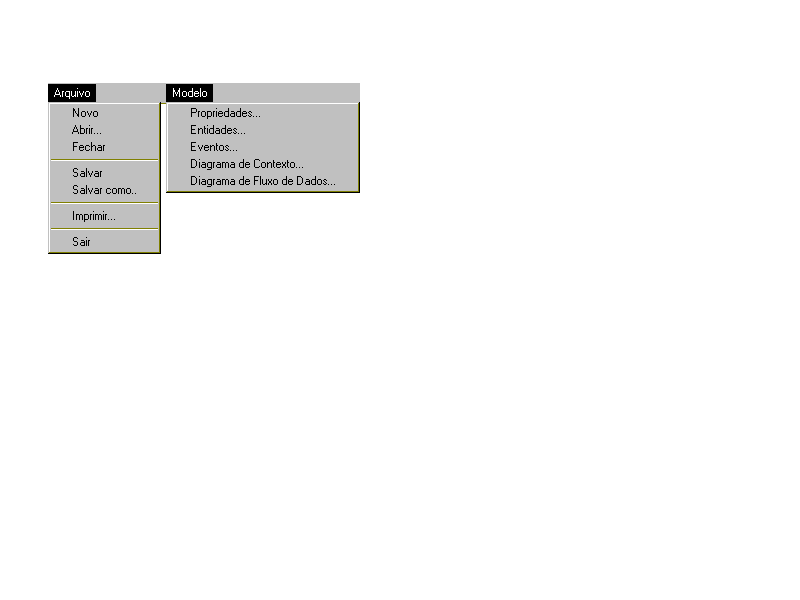 Arquivo
Novo
Abrir...
Fechar
Salvar
Salvar como..
Imprimir...
Sair
Modelo
Propriedades...
Entidades...
Eventos...
Diagrama de Contexto...
Diagrama de Fluxo de Dados...